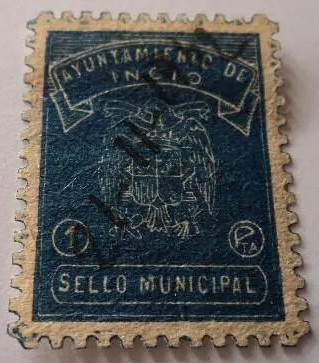 AYUNTAMIENTO DE
INCIO
1 PTA
SELLO MUNICIPAL